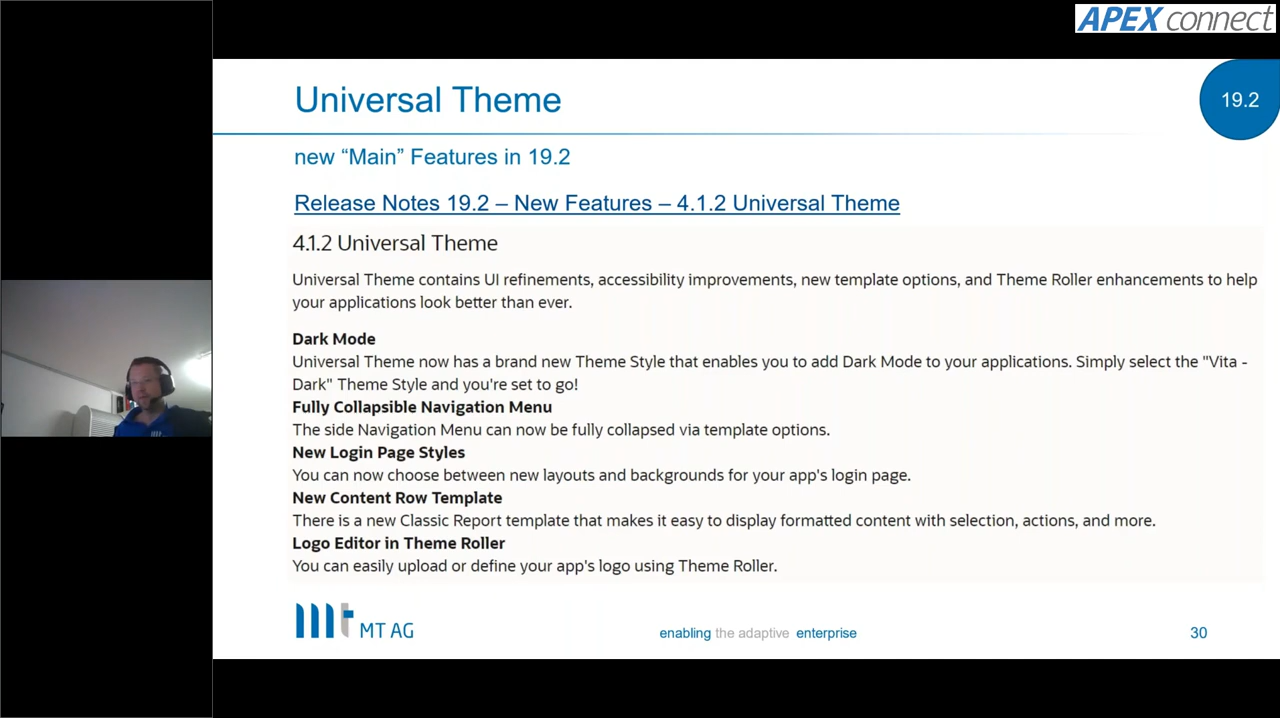 APEX connect
Universal Theme
19.2
new “Main” Features in 19.2
Release Notes 19.2 – New Features – 4.1.2 Universal Theme
4.1.2 Universal Theme
Universal Theme contains UI refinements, accessibility improvements, new template options, and Theme Roller enhancements to help
your applications look better than ever.
Dark Mode
Universal Theme now has a brand new Theme Style that enables you to add Dark Mode to your applications. Simply select the "Vita -
Dark" Theme Style and you're set to go!
Fully Collapsible Navigation Menu
The side Navigation Menu can now be fully collapsed via template options.
New Login Page Styles
You can now choose between new layouts and backgrounds for your app's login page.
New Content Row Template
There is a new Classic Report template that makes it easy to display formatted content with selection, actions, and more.
Logo Editor in Theme Roller
You can easily upload or define your app's logo using Theme Roller.
mt MT AG
enabling the adaptive enterprise
30